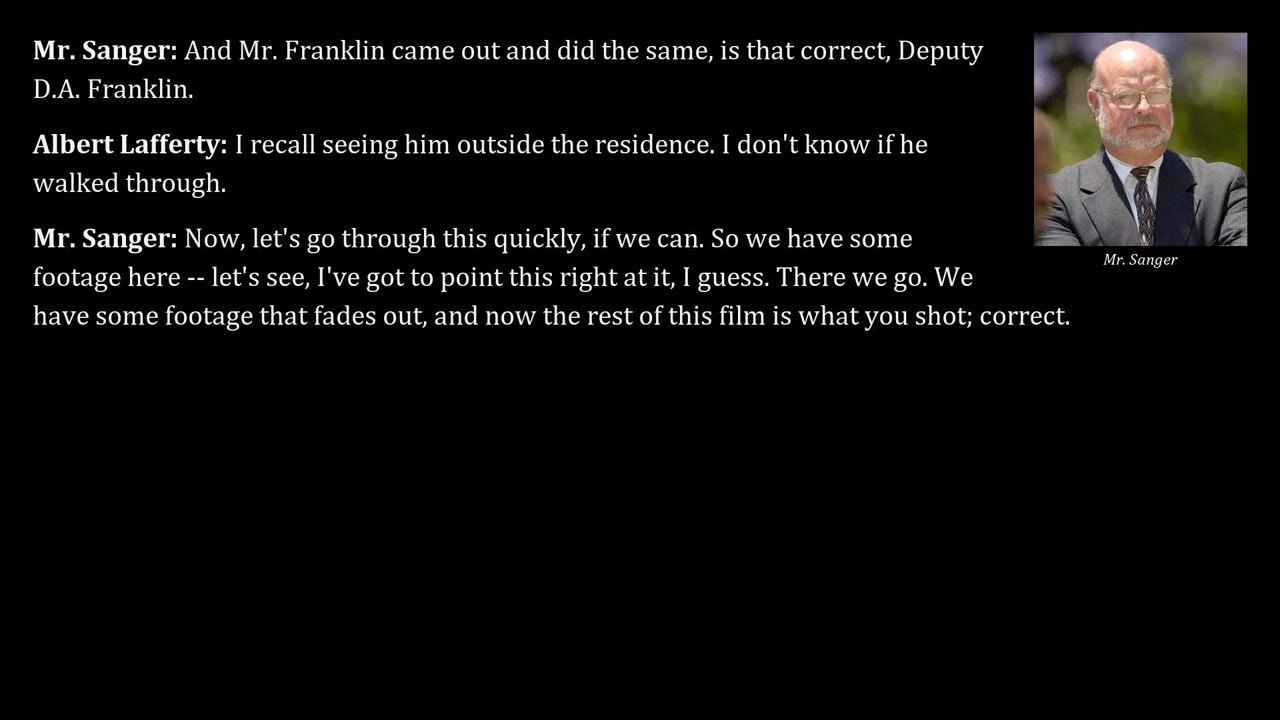 Mr. Sanger: And Mr. Franklin came out and did the same, is that correct, Deputy
D.A. Franklin.
Albert Lafferty: I recall seeing him outside the residence. I don't know if he
walked through.
Mr. Sanger: Now, let's go through this quickly, if we can. So we have some
footage here -- let's see, I've got to point this right at it, I guess. There we go. We
have some footage that fades out, and now the rest of this film is what you shot; correct.
Mr. Sanger